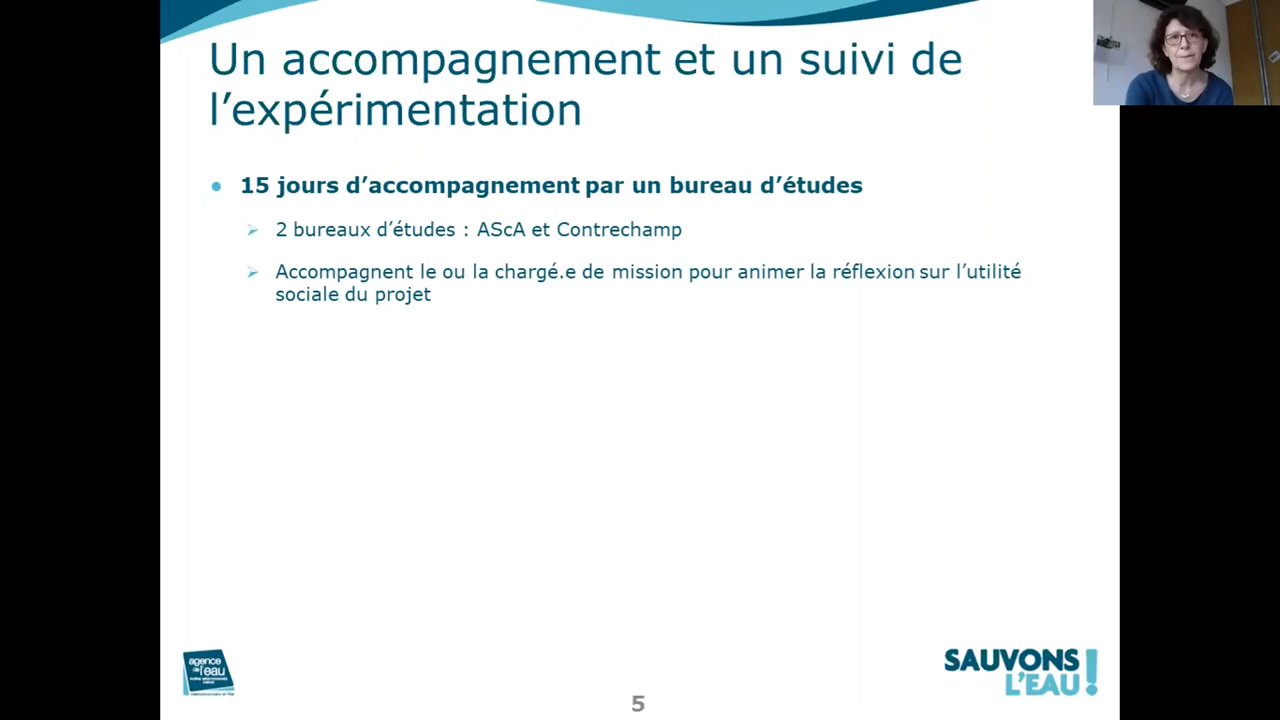 Un accompagnement et un suivi de
l’expérimentation
15 jours d’accompagnement par un bureau d’études
2 bureaux d’études : AScA et Contrechamp
Accompagnent le ou la chargé.e de mission pour animer la réflexion sur l’utilité
sociale du projet
agence
de l'eau
SAUVONS
L'EAU !
5